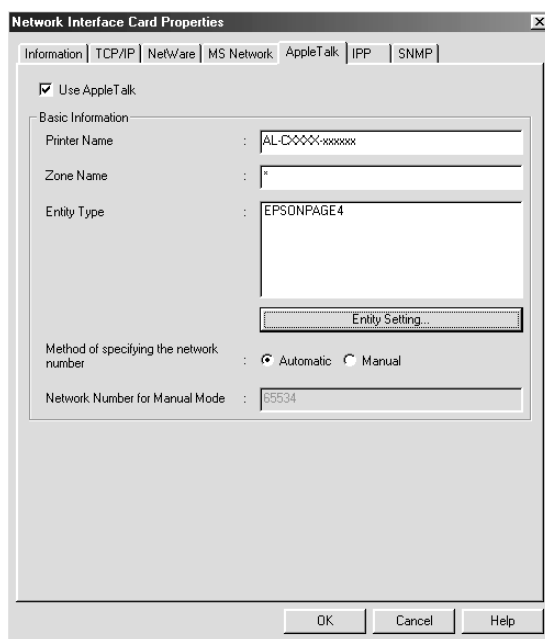 Network Interface Card Properties
Information TCP/IP NetWare MS Network AppleTalk IPP SNMP
Use AppleTalk
Basic Information
Printer Name : AL-CXXXX-xxxxxx
Zone Name : *
Entity Type : EPSONPAGE4
Entity Setting...
Method of specifying the network
number : Automatic Manual
Network Number for Manual Mode : 65534
OK Cancel Help